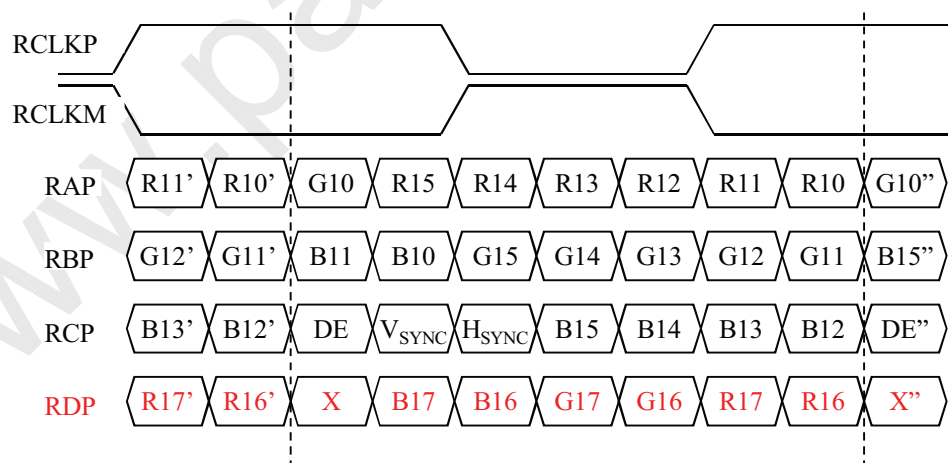 www.pa
RCLKP
RCLKM
RAP R11' R10' G10 R15 R14 R13 R12 R11 R10 G10”
RBP G12' G11' B11 B10 G15 G14 G13 G12 G11 B15”
RCP B13' B12' DE VSYNC HSYNC B15 B14 B13 B12 DE”
RDP R17' R16' X B17 B16 G17 G16 R17 R16 X”